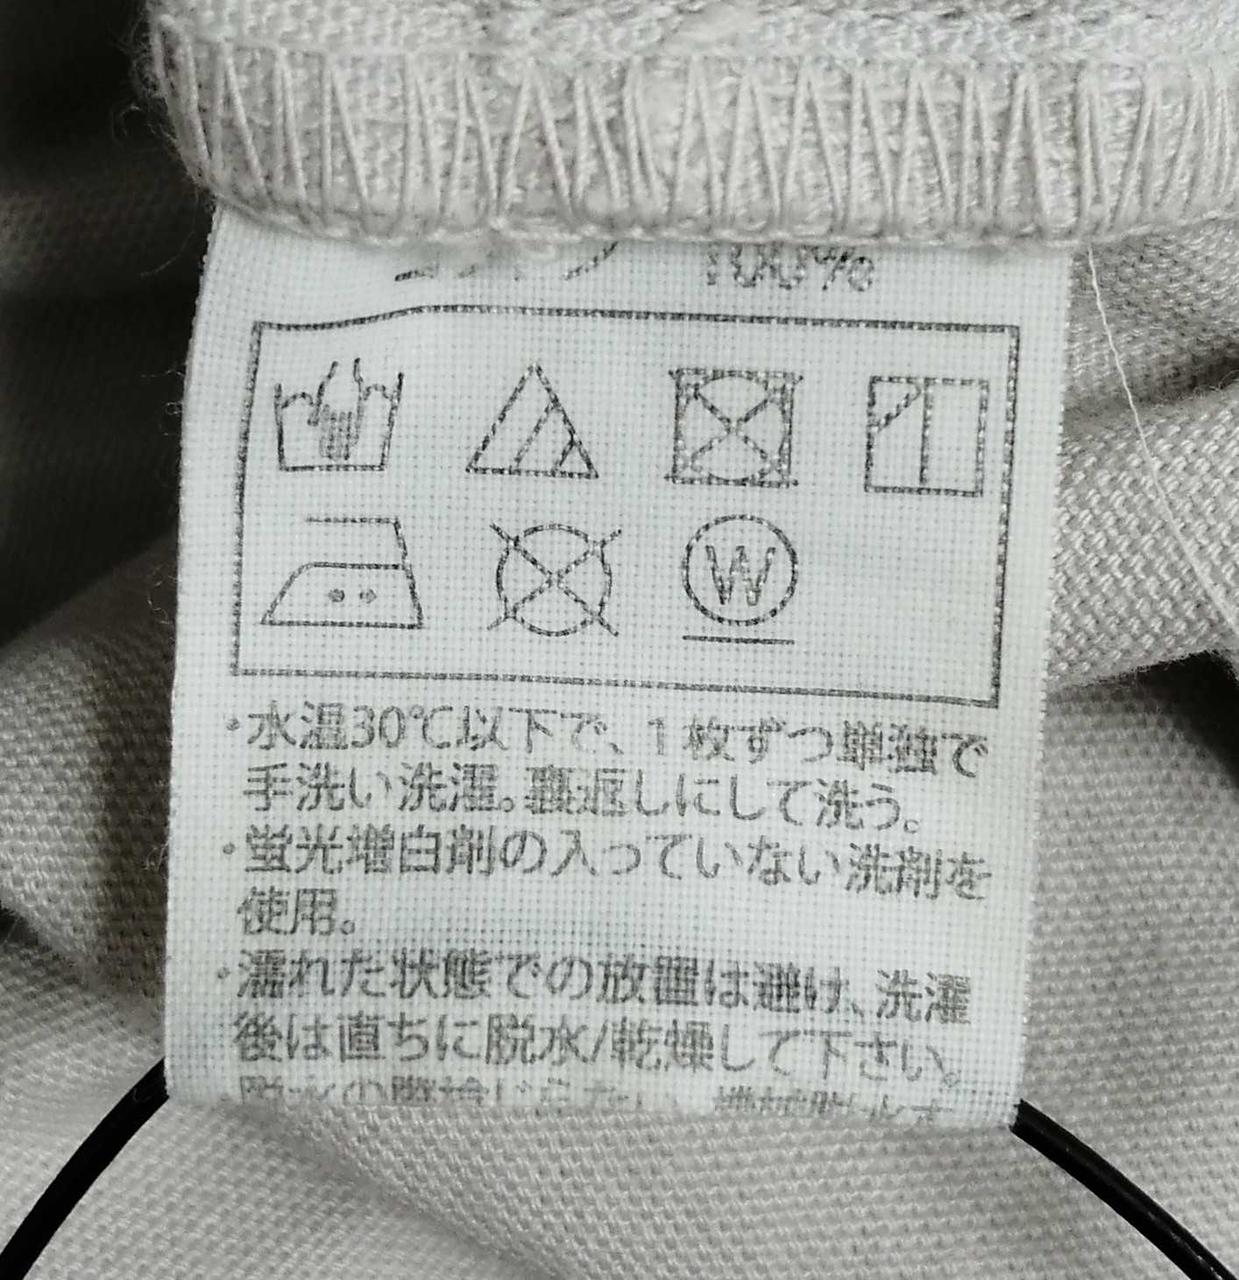 100%
W
・水温30℃以下で、1枚ずつ単独で
手洗い洗濯。裏返しにして洗う。
・蛍光増白剤の入っていない洗剤を
使用。
・濡れた状態での放置は避け、洗濯
後は直ちに脱水/乾燥して下さい。